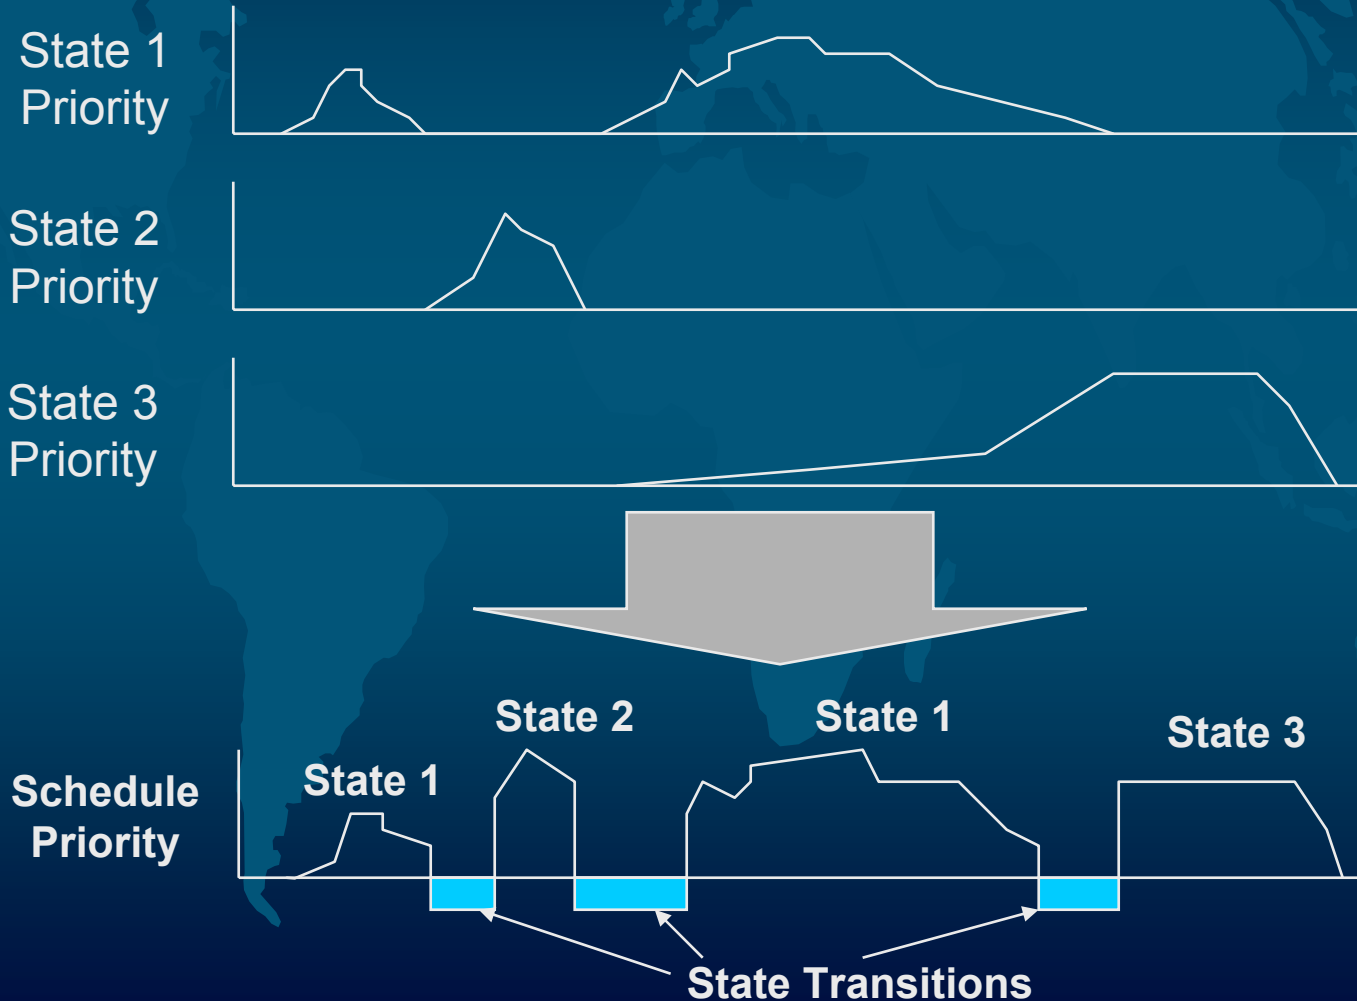 State 1
Priority
State 2
Priority
State 3
Priority
State 2
State 1
State 3
State 1
Schedule
Priority
State Transitions